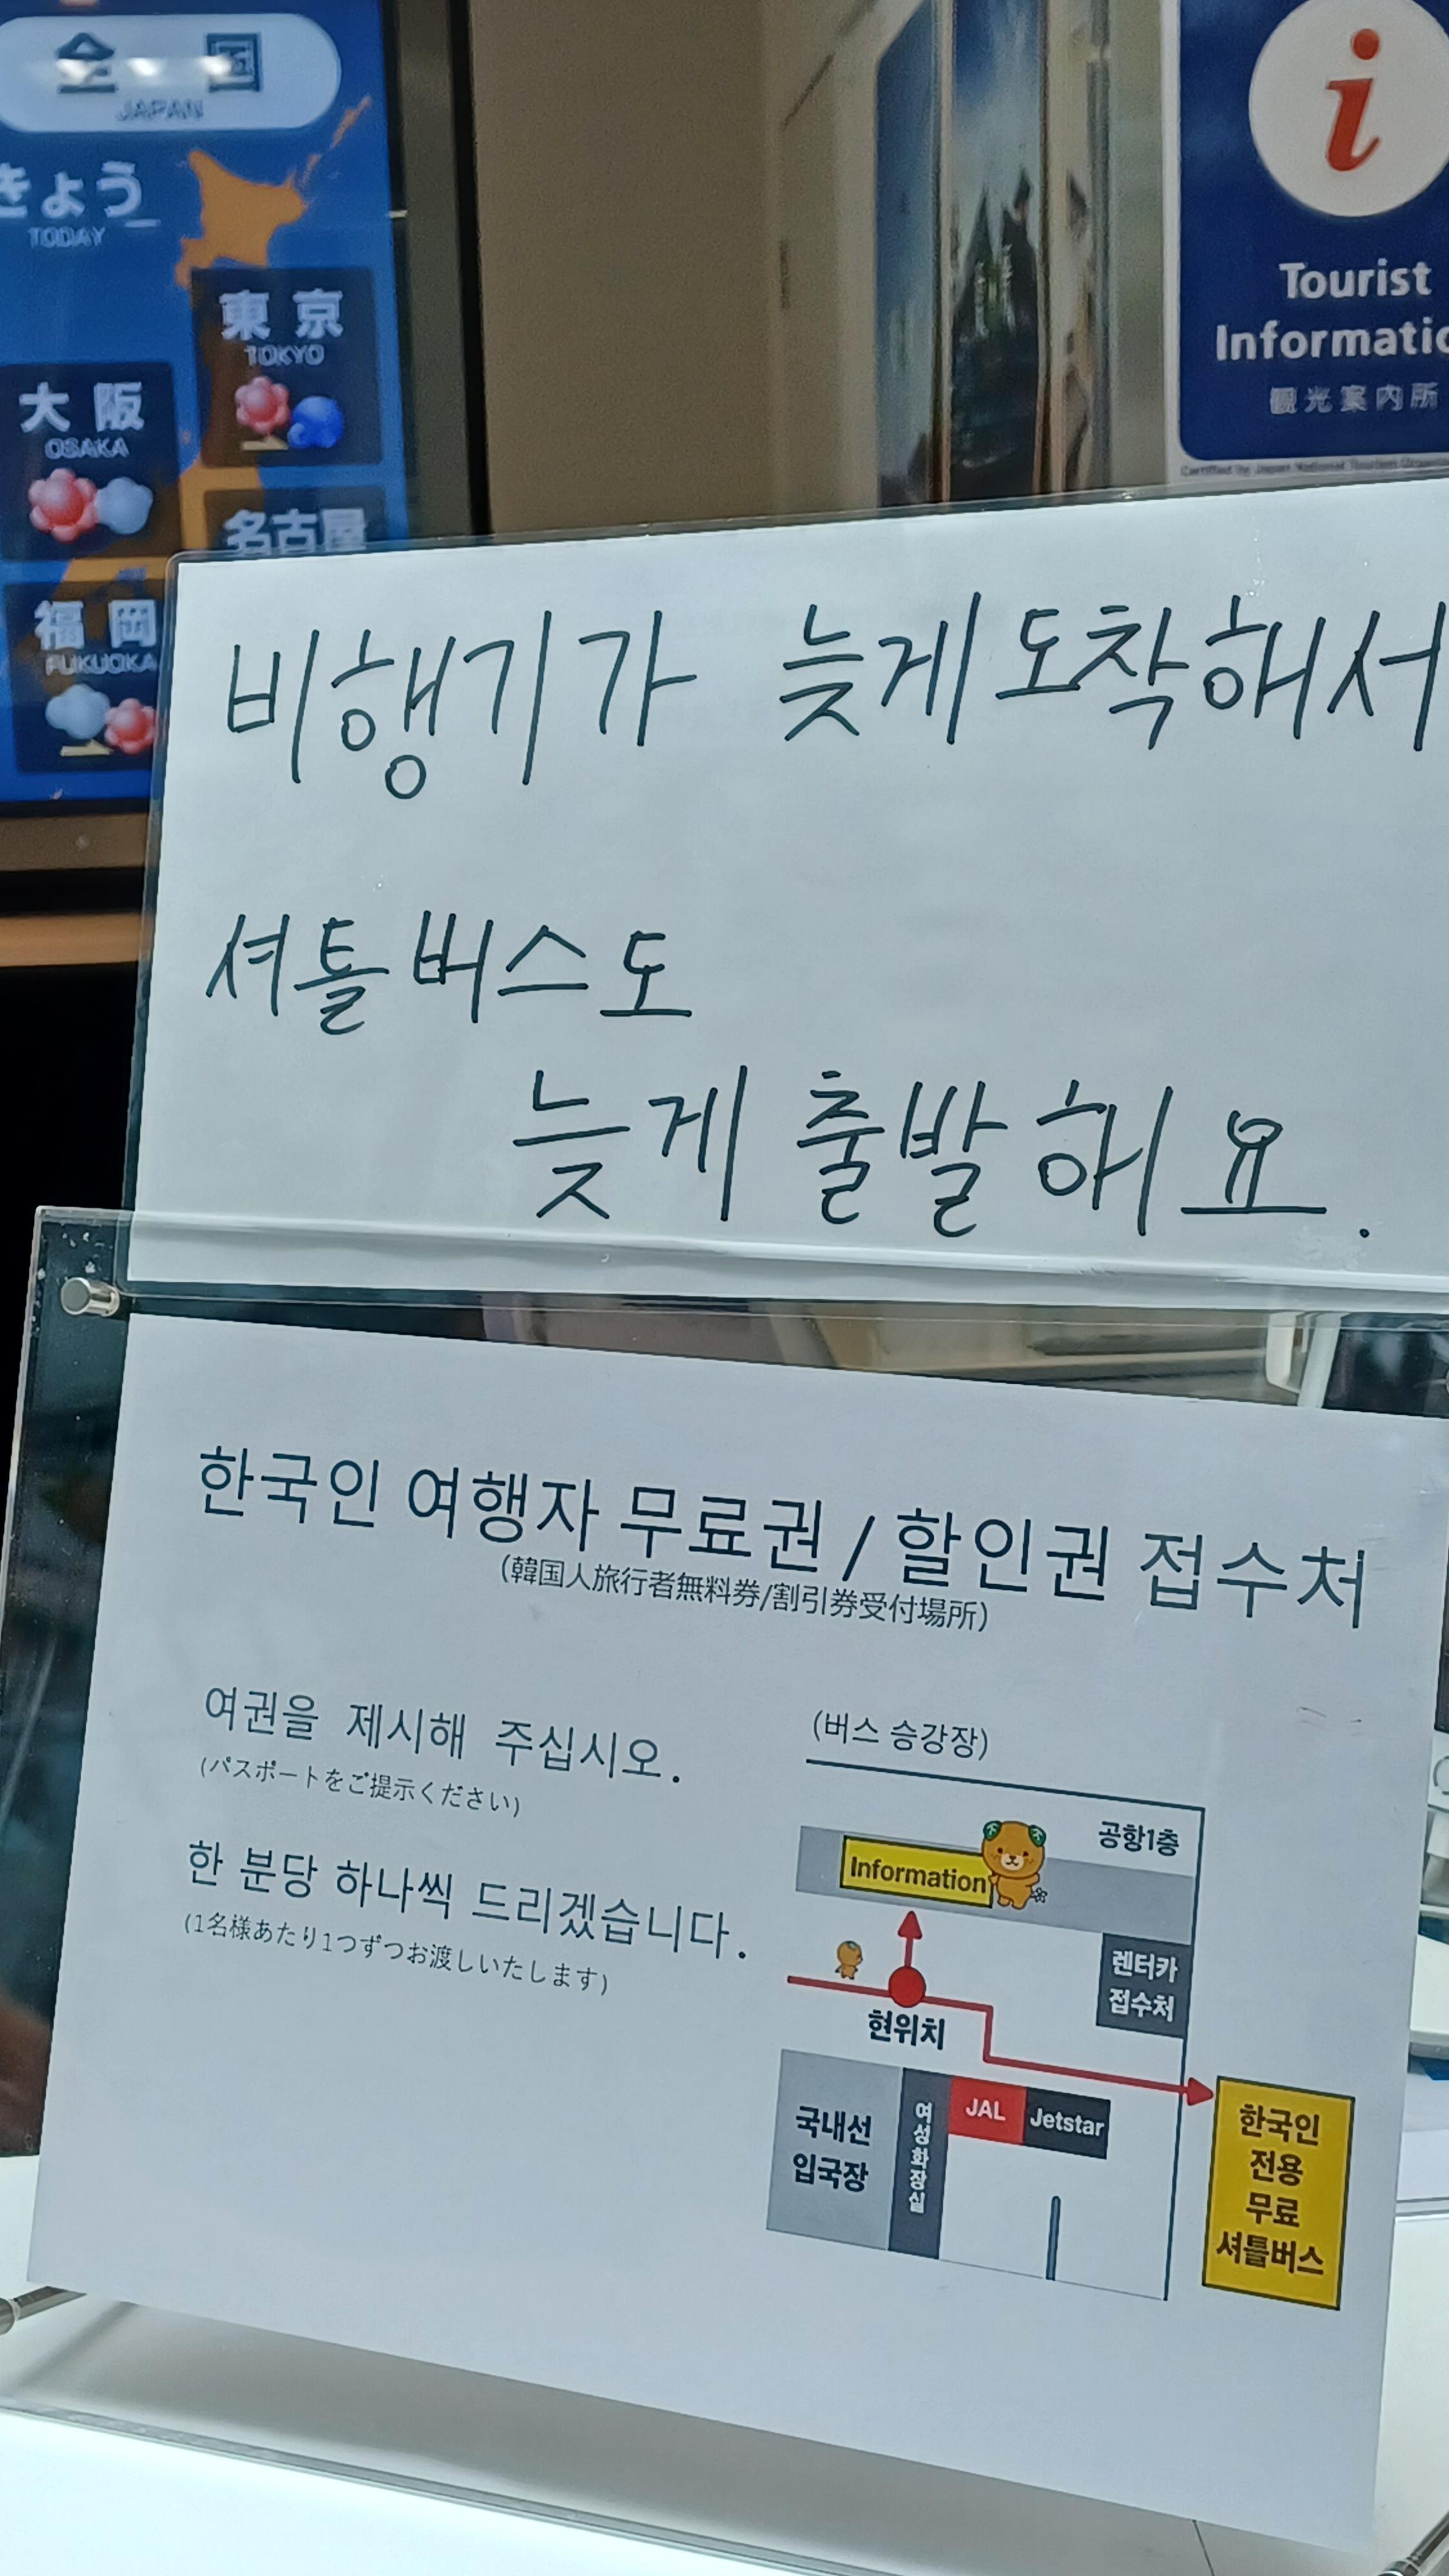 全国
JAPAN
きょう
TODAY
東京
TOKYO
大阪
OSAKA
名古屋
福岡
FUKUOKA
i
Tourist
観光案内所
비행기가 늦게 도착해서
셔틀버스도
늦게 출발해요.
한국인 여행자 무료권 / 할인권 접수처
(韓国人旅行者無料券/割引券受付場所)
여권을 제시해 주십시오.
(パスポートをご提示ください)
한 분당 하나씩 드리겠습니다.
(1名様あたり1つずつお渡しいたします)
(버스 승강장)
공항1층
Information
렌터카
접수처
현위치
국내선
입국장
여성화장실
JAL
Jetstar
한국인
전용
무료
셔틀버스